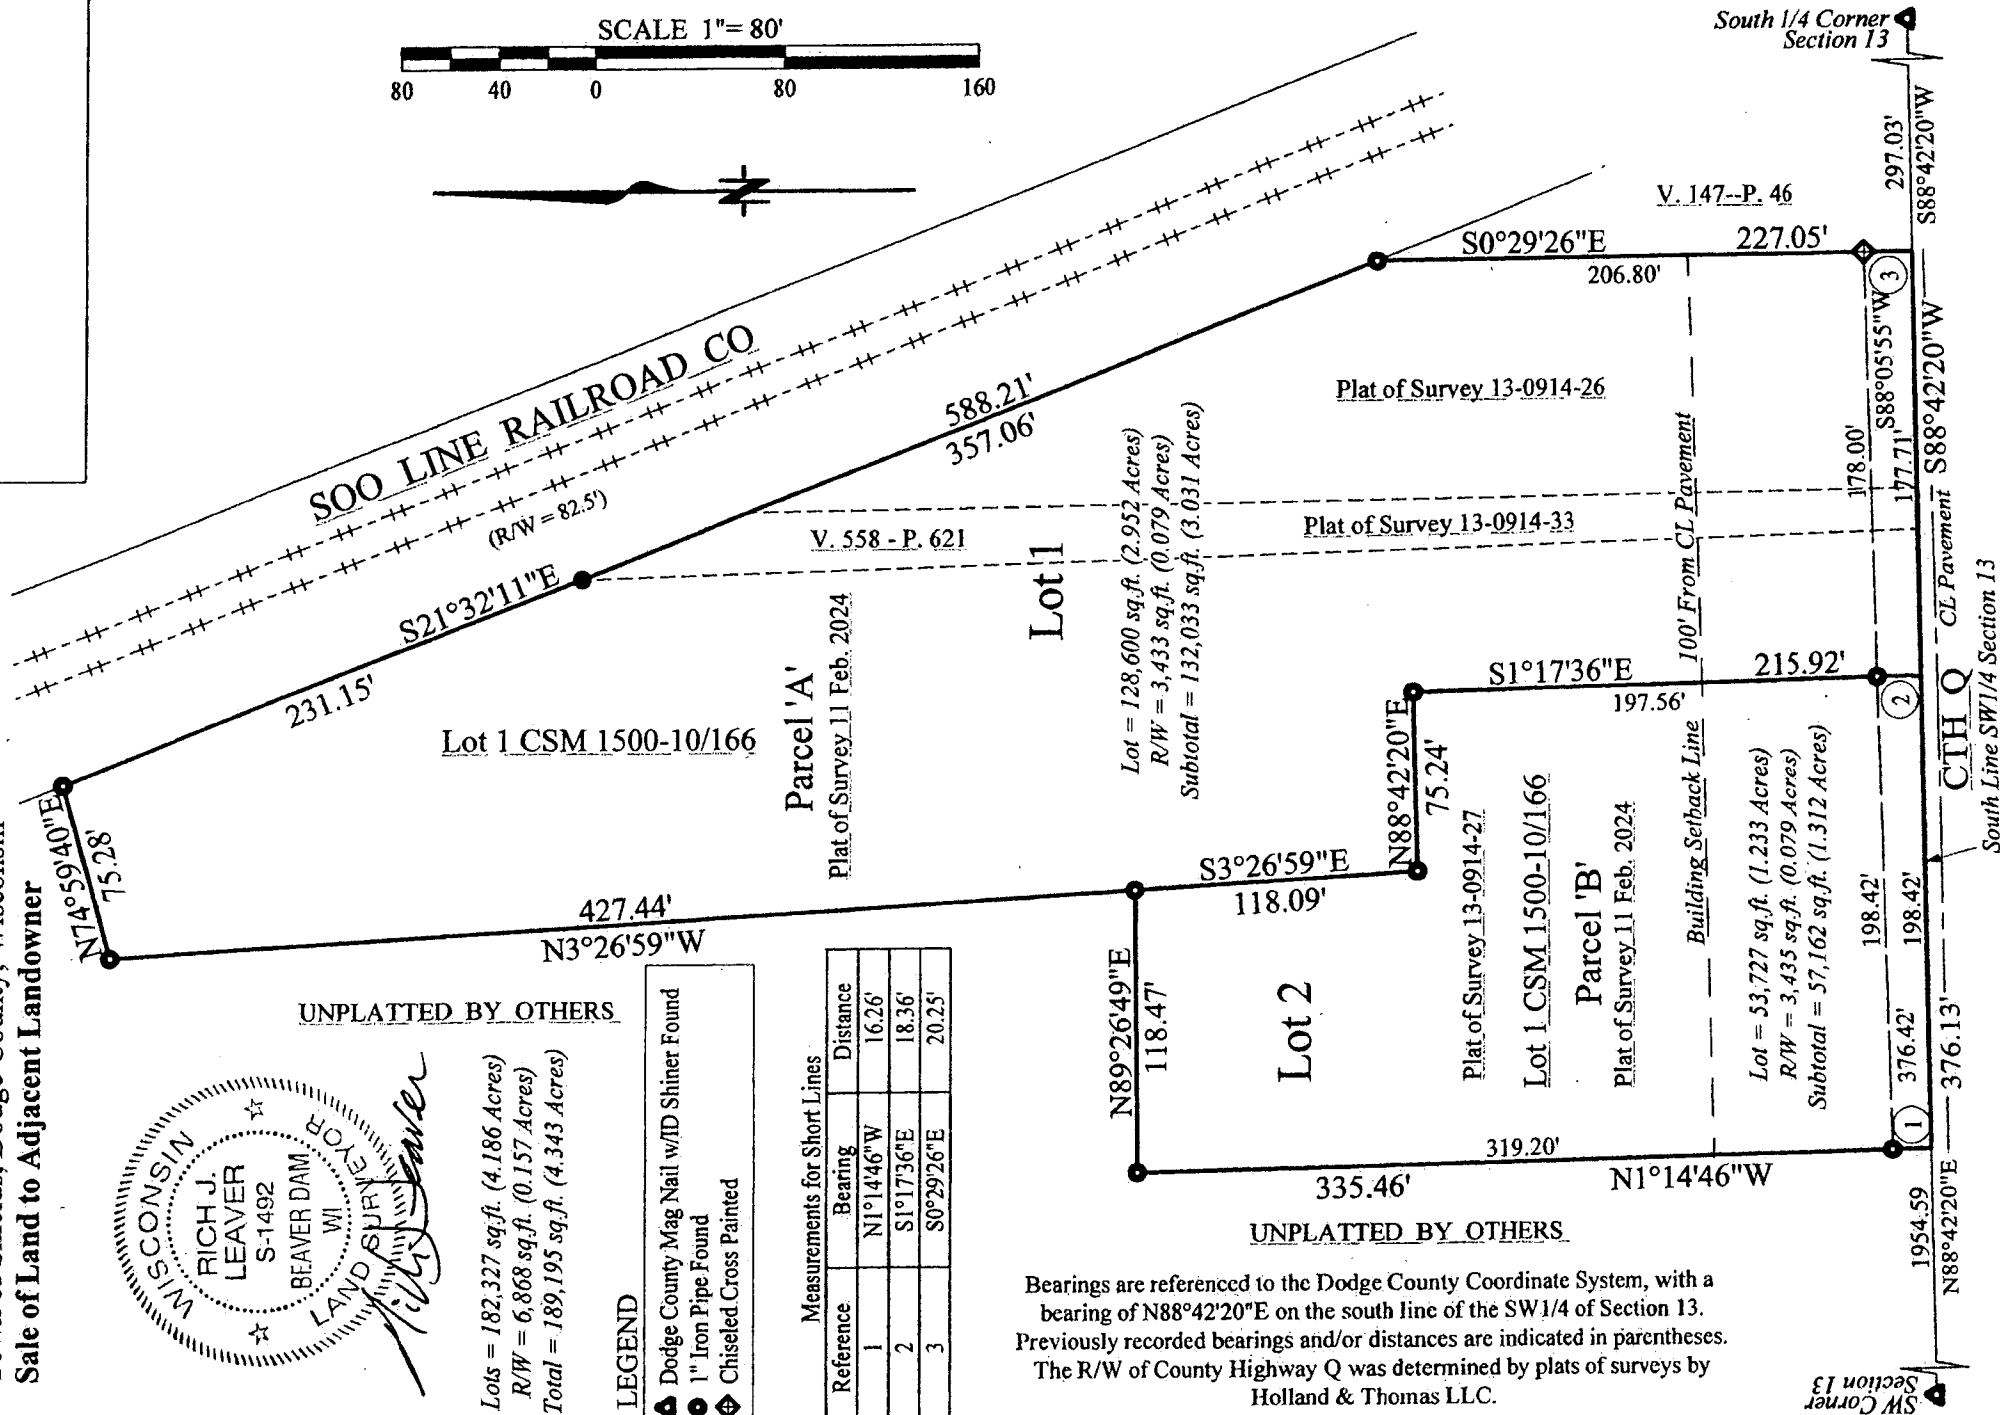 SCALE 1"= 80'
80 40 0 80 160
N
South 1/4 Corner
Section 13
297.03'
S88°42'20"W
V. 147--P. 46
S0°29'26"E 227.05'
206.80'
3
S88°05'55"W
178.00'
177.71'
S88°42'20"W
SOO LINE RAILROAD CO
(R/W = 82.5')
588.21'
357.06'
S21°32'11"E
231.15'
Plat of Survey 13-0914-26
Plat of Survey 13-0914-33
V. 558 - P. 621
100' From CL Pavement
Building Setback Line
CL Pavement
CTH Q
South Line SW1/4 Section 13
Lot 1
Lot = 128,600 sq.ft. (2.952 Acres)
R/W = 3,433 sq.ft. (0.079 Acres)
Subtotal = 132,033 sq.ft. (3.031 Acres)
Lot 1 CSM 1500-10/166
Parcel 'A'
Plat of Survey 11 Feb. 2024
N74°59'40"E
75.28'
427.44'
N3°26'59"W
S3°26'59"E
118.09'
N88°42'20"E
75.24'
S1°17'36"E 215.92'
197.56'
2
N89°26'49"E
118.47'
Lot 2
Plat of Survey 13-0914-27
Lot 1 CSM 1500-10/166
Parcel 'B'
Plat of Survey 11 Feb. 2024
Lot = 53,727 sq.ft. (1.233 Acres)
R/W = 3,435 sq.ft. (0.079 Acres)
Subtotal = 57,162 sq.ft. (1.312 Acres)
198.42'
198.42'
376.42'
376.13'
1
319.20'
335.46' N1°14'46"W
1954.59
N88°42'20"E
SW Corner
Section 13
UNPLATTED BY OTHERS
UNPLATTED BY OTHERS
Sale of Land to Adjacent Landowner
WISCONSIN
RICH J.
LEAVER
S-1492
BEAVER DAM
WI
LAND SURVEYOR
Lots = 182,327 sq.ft. (4.186 Acres)
R/W = 6,868 sq.ft. (0.157 Acres)
Total = 189,195 sq.ft. (4.343 Acres)
LEGEND
Dodge County Mag Nail w/ID Shiner Found
1" Iron Pipe Found
Chiseled Cross Painted
Measurements for Short Lines
Reference Bearing Distance
1 N1°14'46"W 16.26'
2 S1°17'36"E 18.36'
3 S0°29'26"E 20.25'
Bearings are referenced to the Dodge County Coordinate System, with a
bearing of N88°42'20"E on the south line of the SW1/4 of Section 13.
Previously recorded bearings and/or distances are indicated in parentheses.
The R/W of County Highway Q was determined by plats of surveys by
Holland & Thomas LLC.